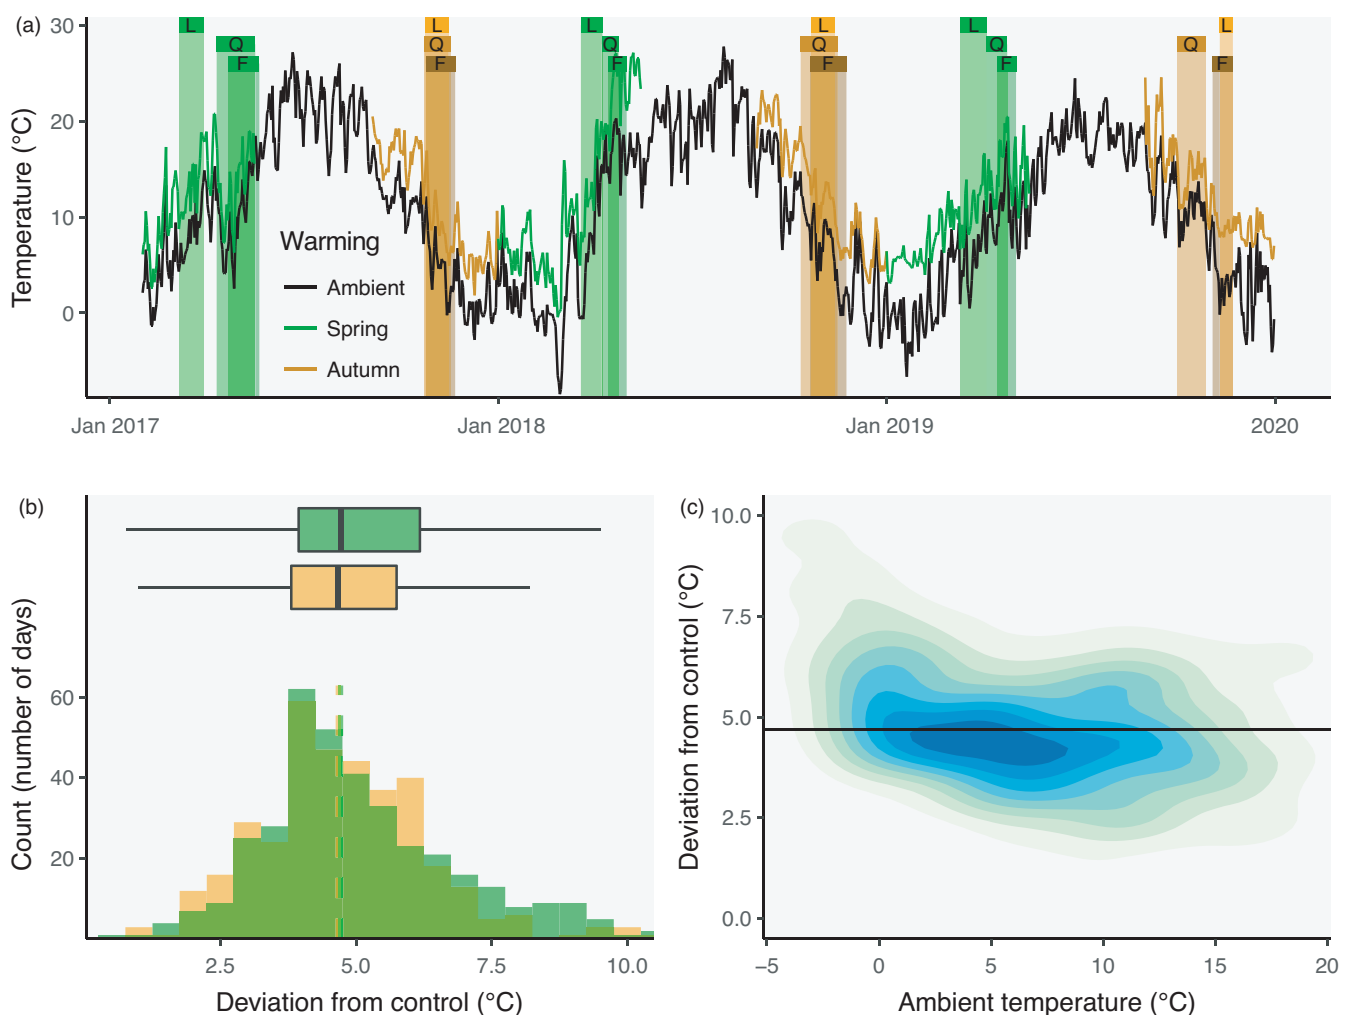 (a)
Temperature (°C)
30
20
10
0
L
Q
F
L
Q
F
L
Q
F
L
Q
F
L
Q
F
Q
L
F
Warming
Ambient
Spring
Autumn
Jan 2017
Jan 2018
Jan 2019
2020
(b)
Count (number of days)
60
40
20
2.5
5.0
7.5
10.0
Deviation from control (°C)
(c)
Deviation from control (°C)
10.0
7.5
5.0
2.5
0.0
−5
0
5
10
15
20
Ambient temperature (°C)